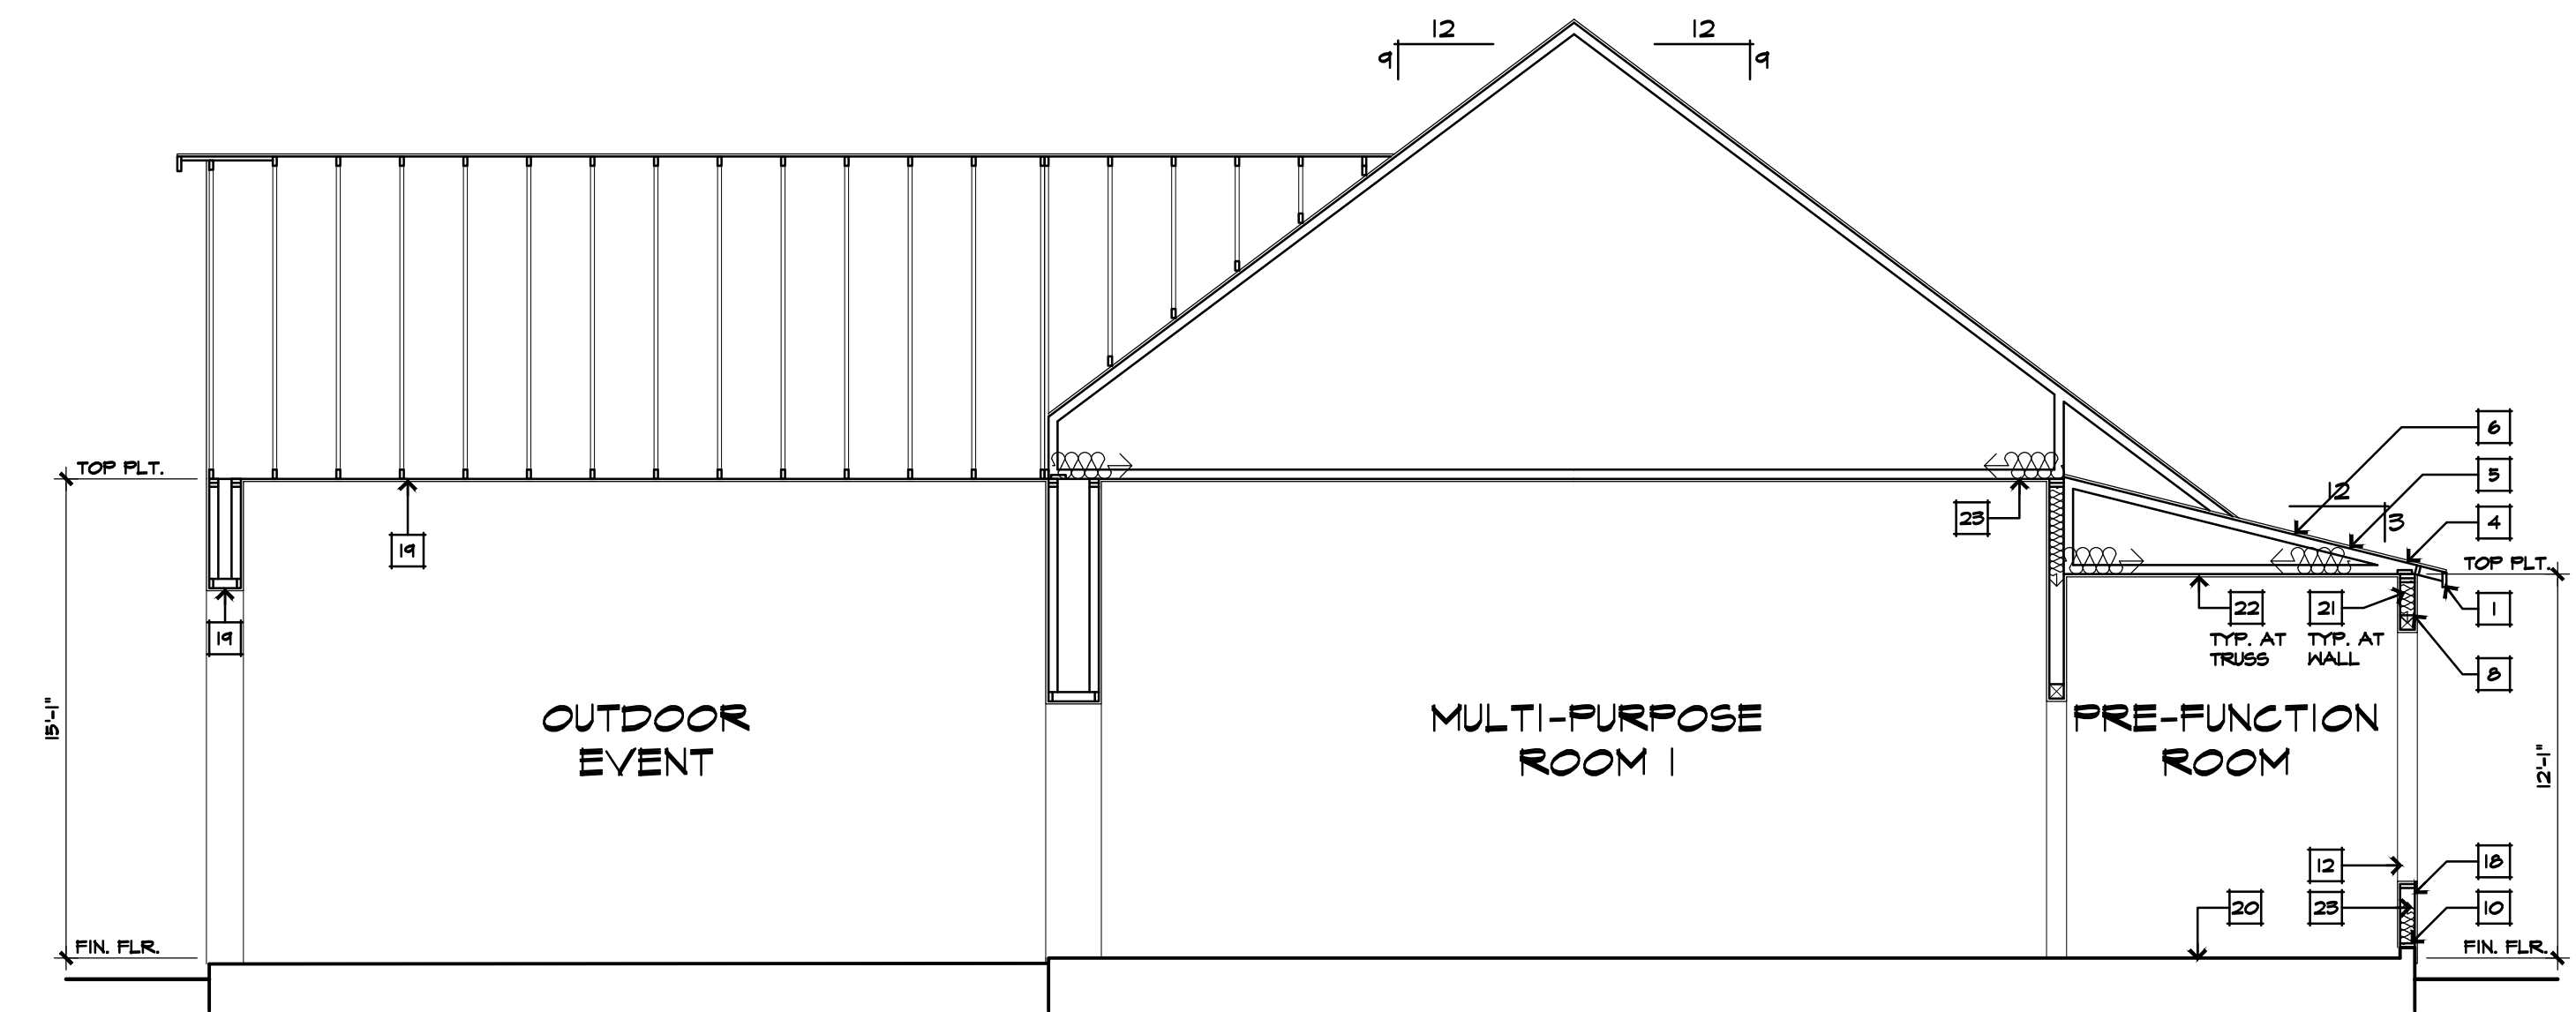 12
12
9
9
6
TOP PLT.
5
12
23
4
3
19
TOP PLT.
22
21
1
19
TYP. AT
TRUSS
TYP. AT
WALL
8
15'-1"
OUTDOOR
EVENT
MULTI-PURPOSE
ROOM 1
PRE-FUNCTION
ROOM
12'-1"
12
18
20
23
10
FIN. FLR.
FIN. FLR.